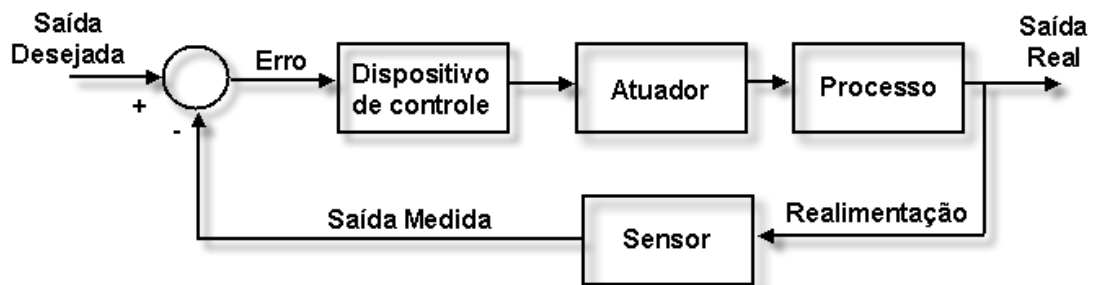 Saída
Desejada
+
-
Erro
Dispositivo
de controle
Atuador
Processo
Saída
Real
Saída Medida
Sensor
Realimentação